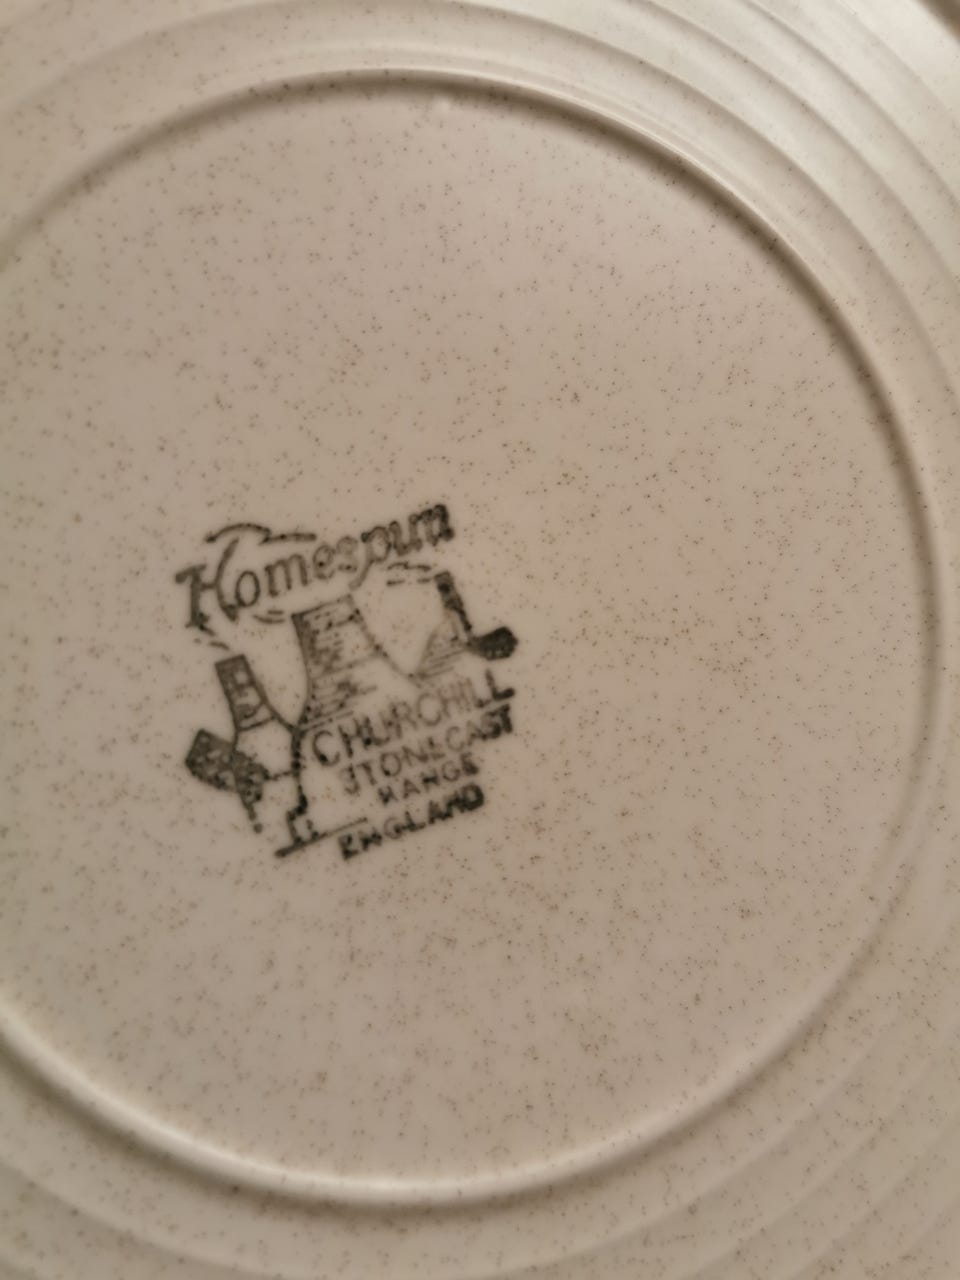 Homespun
CHURCHILL
STONECAST
RANGE
ENGLAND